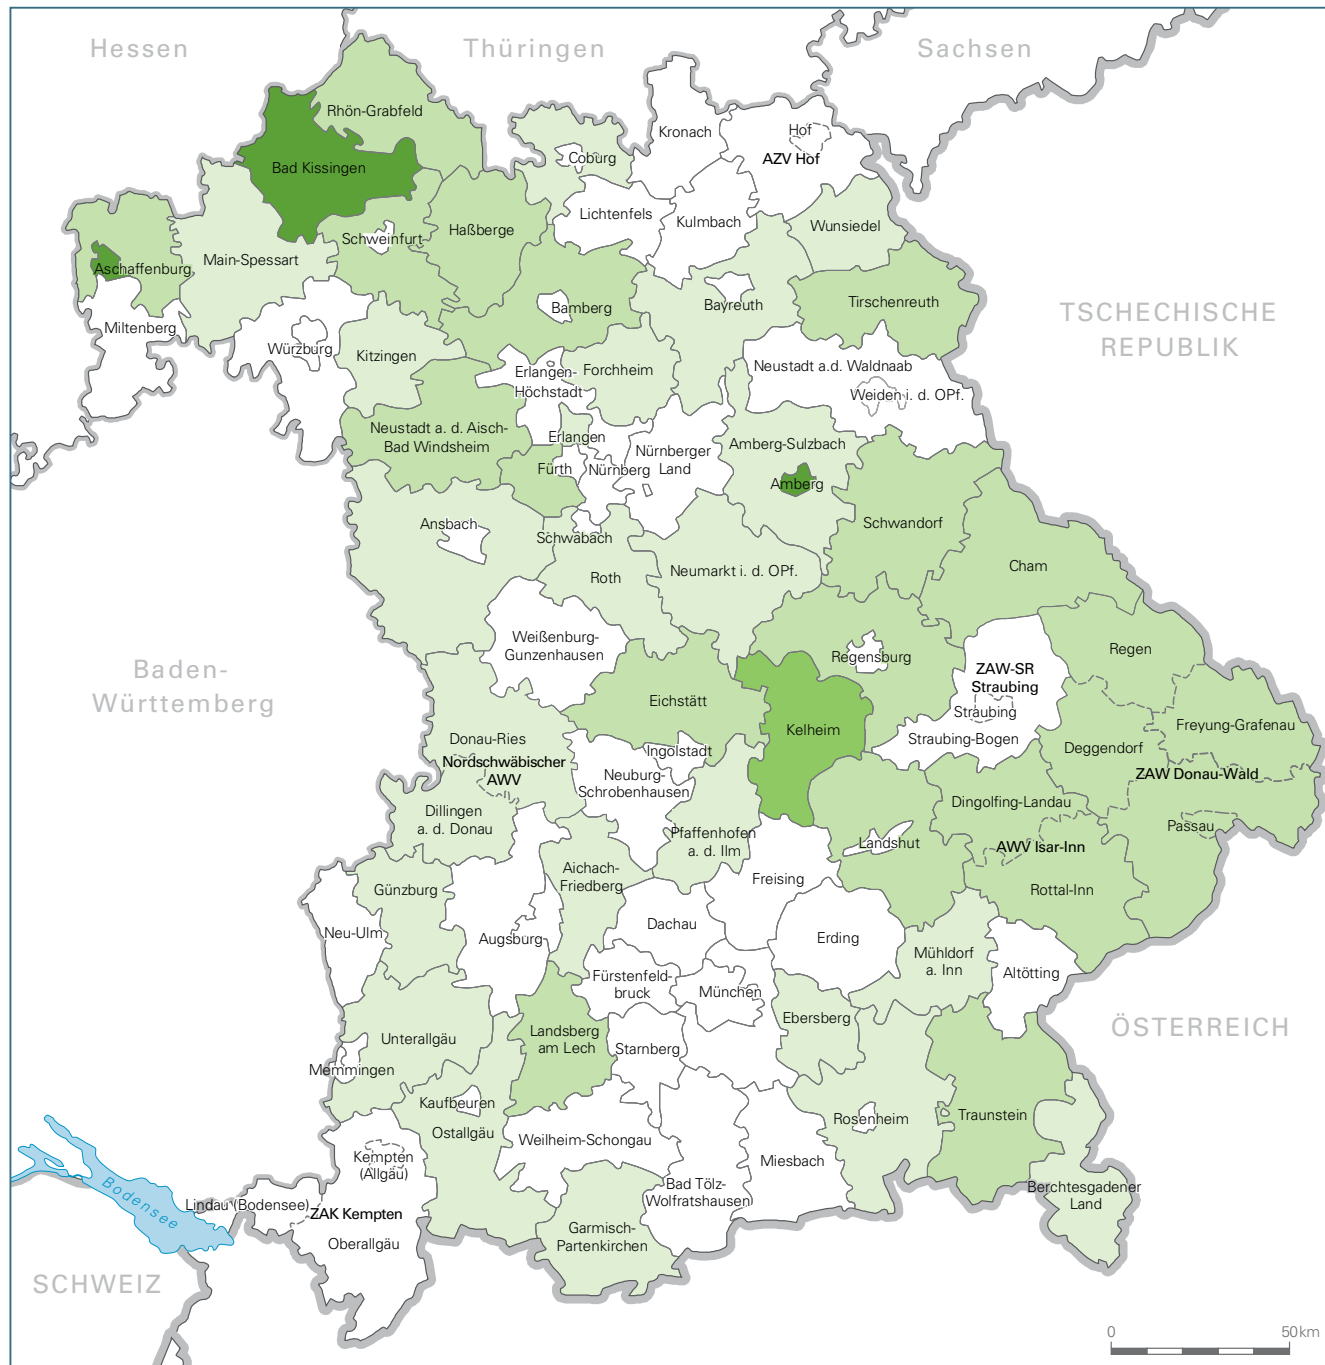 Hessen
Thüringen
Sachsen
Rhön-Grabfeld
Kronach
Hof
AZV Hof
Coburg
Bad Kissingen
Lichtenfels
Kulmbach
Wunsiedel
Schweinfurt
Haßberge
Main-Spessart
Aschaffenburg
Bamberg
Bayreuth
Tirschenreuth
TSCHECHISCHE
REPUBLIK
Miltenberg
Würzburg
Kitzingen
Erlangen-
Höchstadt
Forchheim
Neustadt a.d. Waldnaab
Weiden i. d. OPf.
Neustadt a. d. Aisch-
Bad Windsheim
Erlangen
Fürth
Nürnberg
Nürnberger
Land
Amberg-Sulzbach
Amberg
Ansbach
Schwabach
Schwandorf
Roth
Neumarkt i. d. OPf.
Cham
Weißenburg-
Gunzenhausen
Regensburg
Regen
ZAW-SR
Straubing
Straubing
Straubing-Bogen
Baden-
Württemberg
Eichstätt
Kelheim
Freyung-Grafenau
Deggendorf
ZAW Donau-Wald
Donau-Ries
Nordschwäbischer
AWV
Ingolstadt
Neuburg-
Schrobenhausen
Dingolfing-Landau
Dillingen
a. d. Donau
Pfaffenhofen
a. d. Ilm
Landshut
AWV Isar-Inn
Passau
Rottal-Inn
Günzburg
Aichach-
Friedberg
Freising
Neu-Ulm
Augsburg
Dachau
Erding
Mühldorf
a. Inn
Altötting
Fürstenfeld-
bruck
München
Ebersberg
ÖSTERREICH
Unterallgäu
Landsberg
am Lech
Starnberg
Memmingen
Kaufbeuren
Ostallgäu
Rosenheim
Traunstein
Weilheim-Schongau
Miesbach
Kempten
(Allgäu)
Bad Tölz-
Wolfratshausen
Berchtesgadener
Land
Bodensee
Lindau (Bodensee)
ZAK Kempten
Oberallgäu
Garmisch-
Partenkirchen
SCHWEIZ
0
50 km